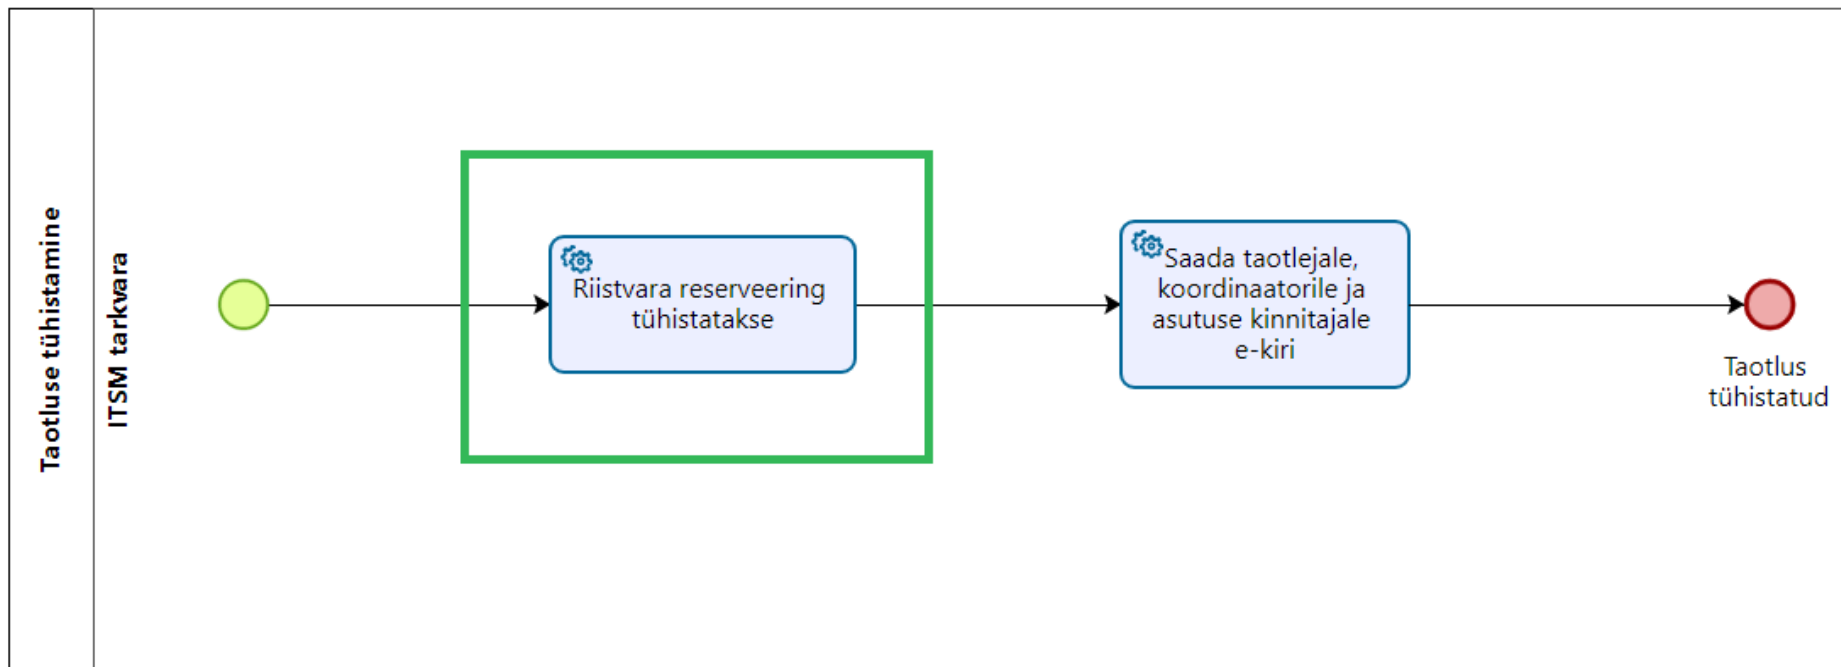 Taotluse tühistamine
ITSM tarkvara
Riistvara reserveering
tühistatakse
Saada taotlejale,
koordinaatorile ja
asutuse kinnitajale
e-kiri
Taotlus
tühistatud